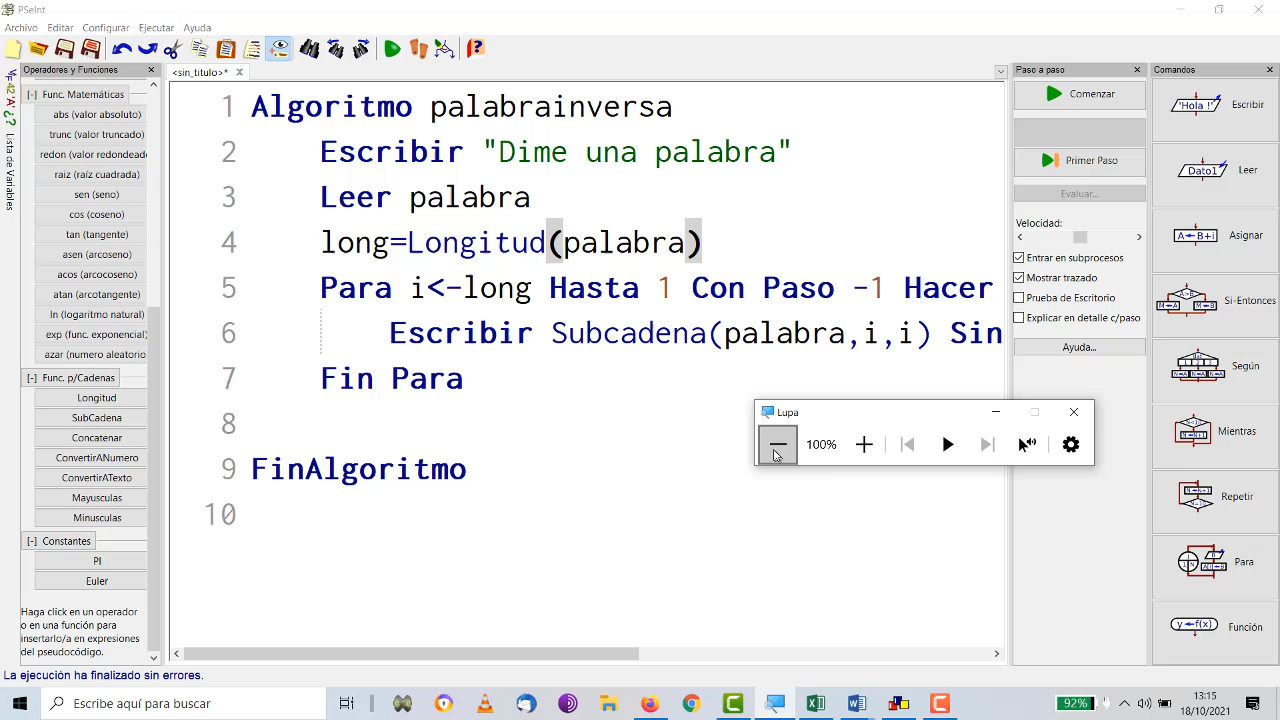 PSeInt
Archivo Editar Configurar Ejecutar Ayuda
Operadores y Funciones
<sin_titulo>*
Paso a paso
Comandos
Lista de Variables
[-] Func. Matemáticas
abs (valor absoluto)
trunc (valor truncado)
redon (valor redondeado
raiz (raíz cuadrada)
sen (seno)
cos (coseno)
tan (tangente)
asen (arcoseno)
acos (arcocoseno)
atan (arcotangente)
ln (logaritmo natural)
exp (func. exponencial)
azar (numero aleatorio)
[-] Func. p/Cadenas
Longitud
SubCadena
Concatenar
ConvertirANumero
ConvertirATexto
Mayusculas
Minusculas
[-] Constantes
PI
Euler
Haga click en un operador
o en una función para
insertarlo/a en expresiones
del pseudocódigo.
1 Algoritmo palabrainversa
2 Escribir "Dime una palabra"
3 Leer palabra
4 long=Longitud(palabra)
5 Para i<-long Hasta 1 Con Paso -1 Hacer
6 Escribir Subcadena(palabra,i,i) Sin
7 Fin Para
8
9 FinAlgoritmo
10
Lupa
100%
Comenzar
Primer Paso
Evaluar...
Velocidad:
Entrar en subprocesos
Mostrar trazado
Prueba de Escritorio
Explicar en detalle c/paso
Ayuda...
'Hola !' Escribir
Dato1 Leer
A←B+i Asignar
Si-Entonces
Según
Mientras
Repetir
Para
y←f(x) Función
La ejecución ha finalizado sin errores.
Escribe aquí para buscar
92%
13:15
18/10/2021